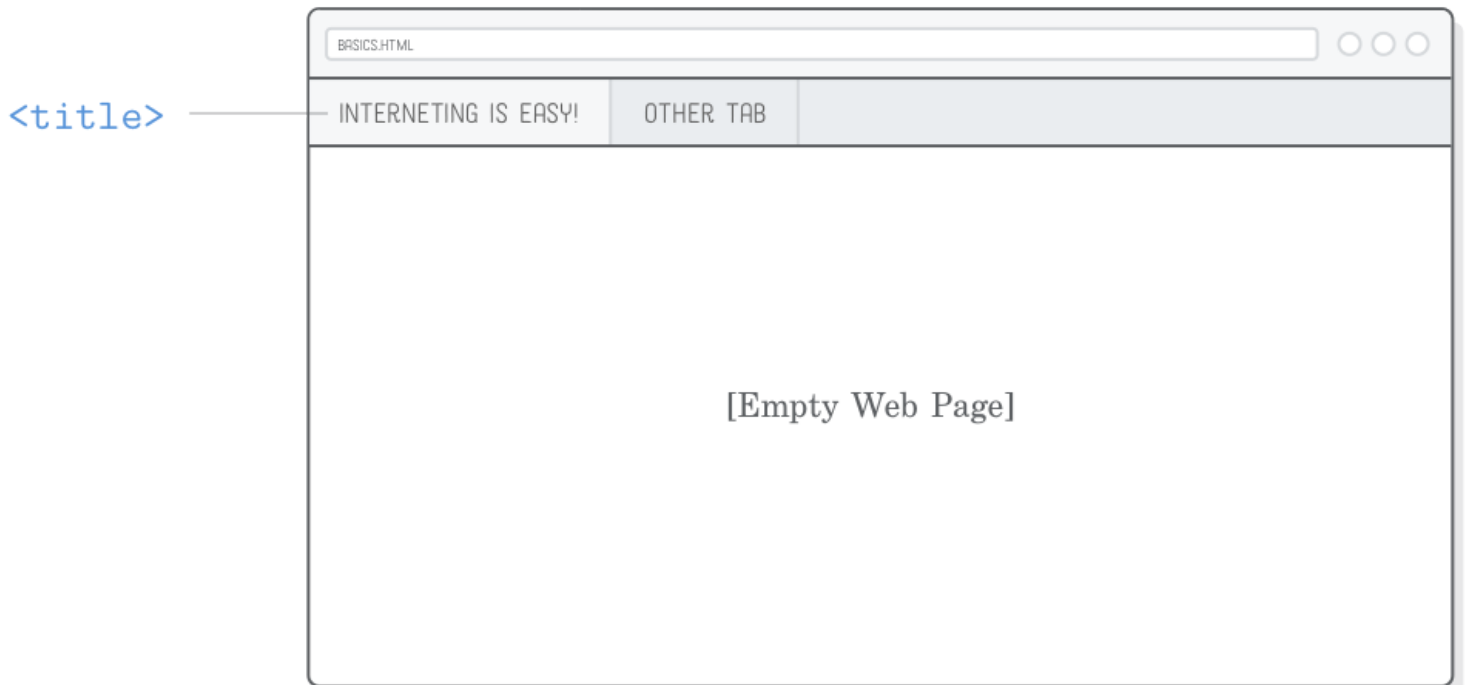 BASICS.HTML
<title> INTERNETING IS EASY! OTHER TAB
[Empty Web Page]